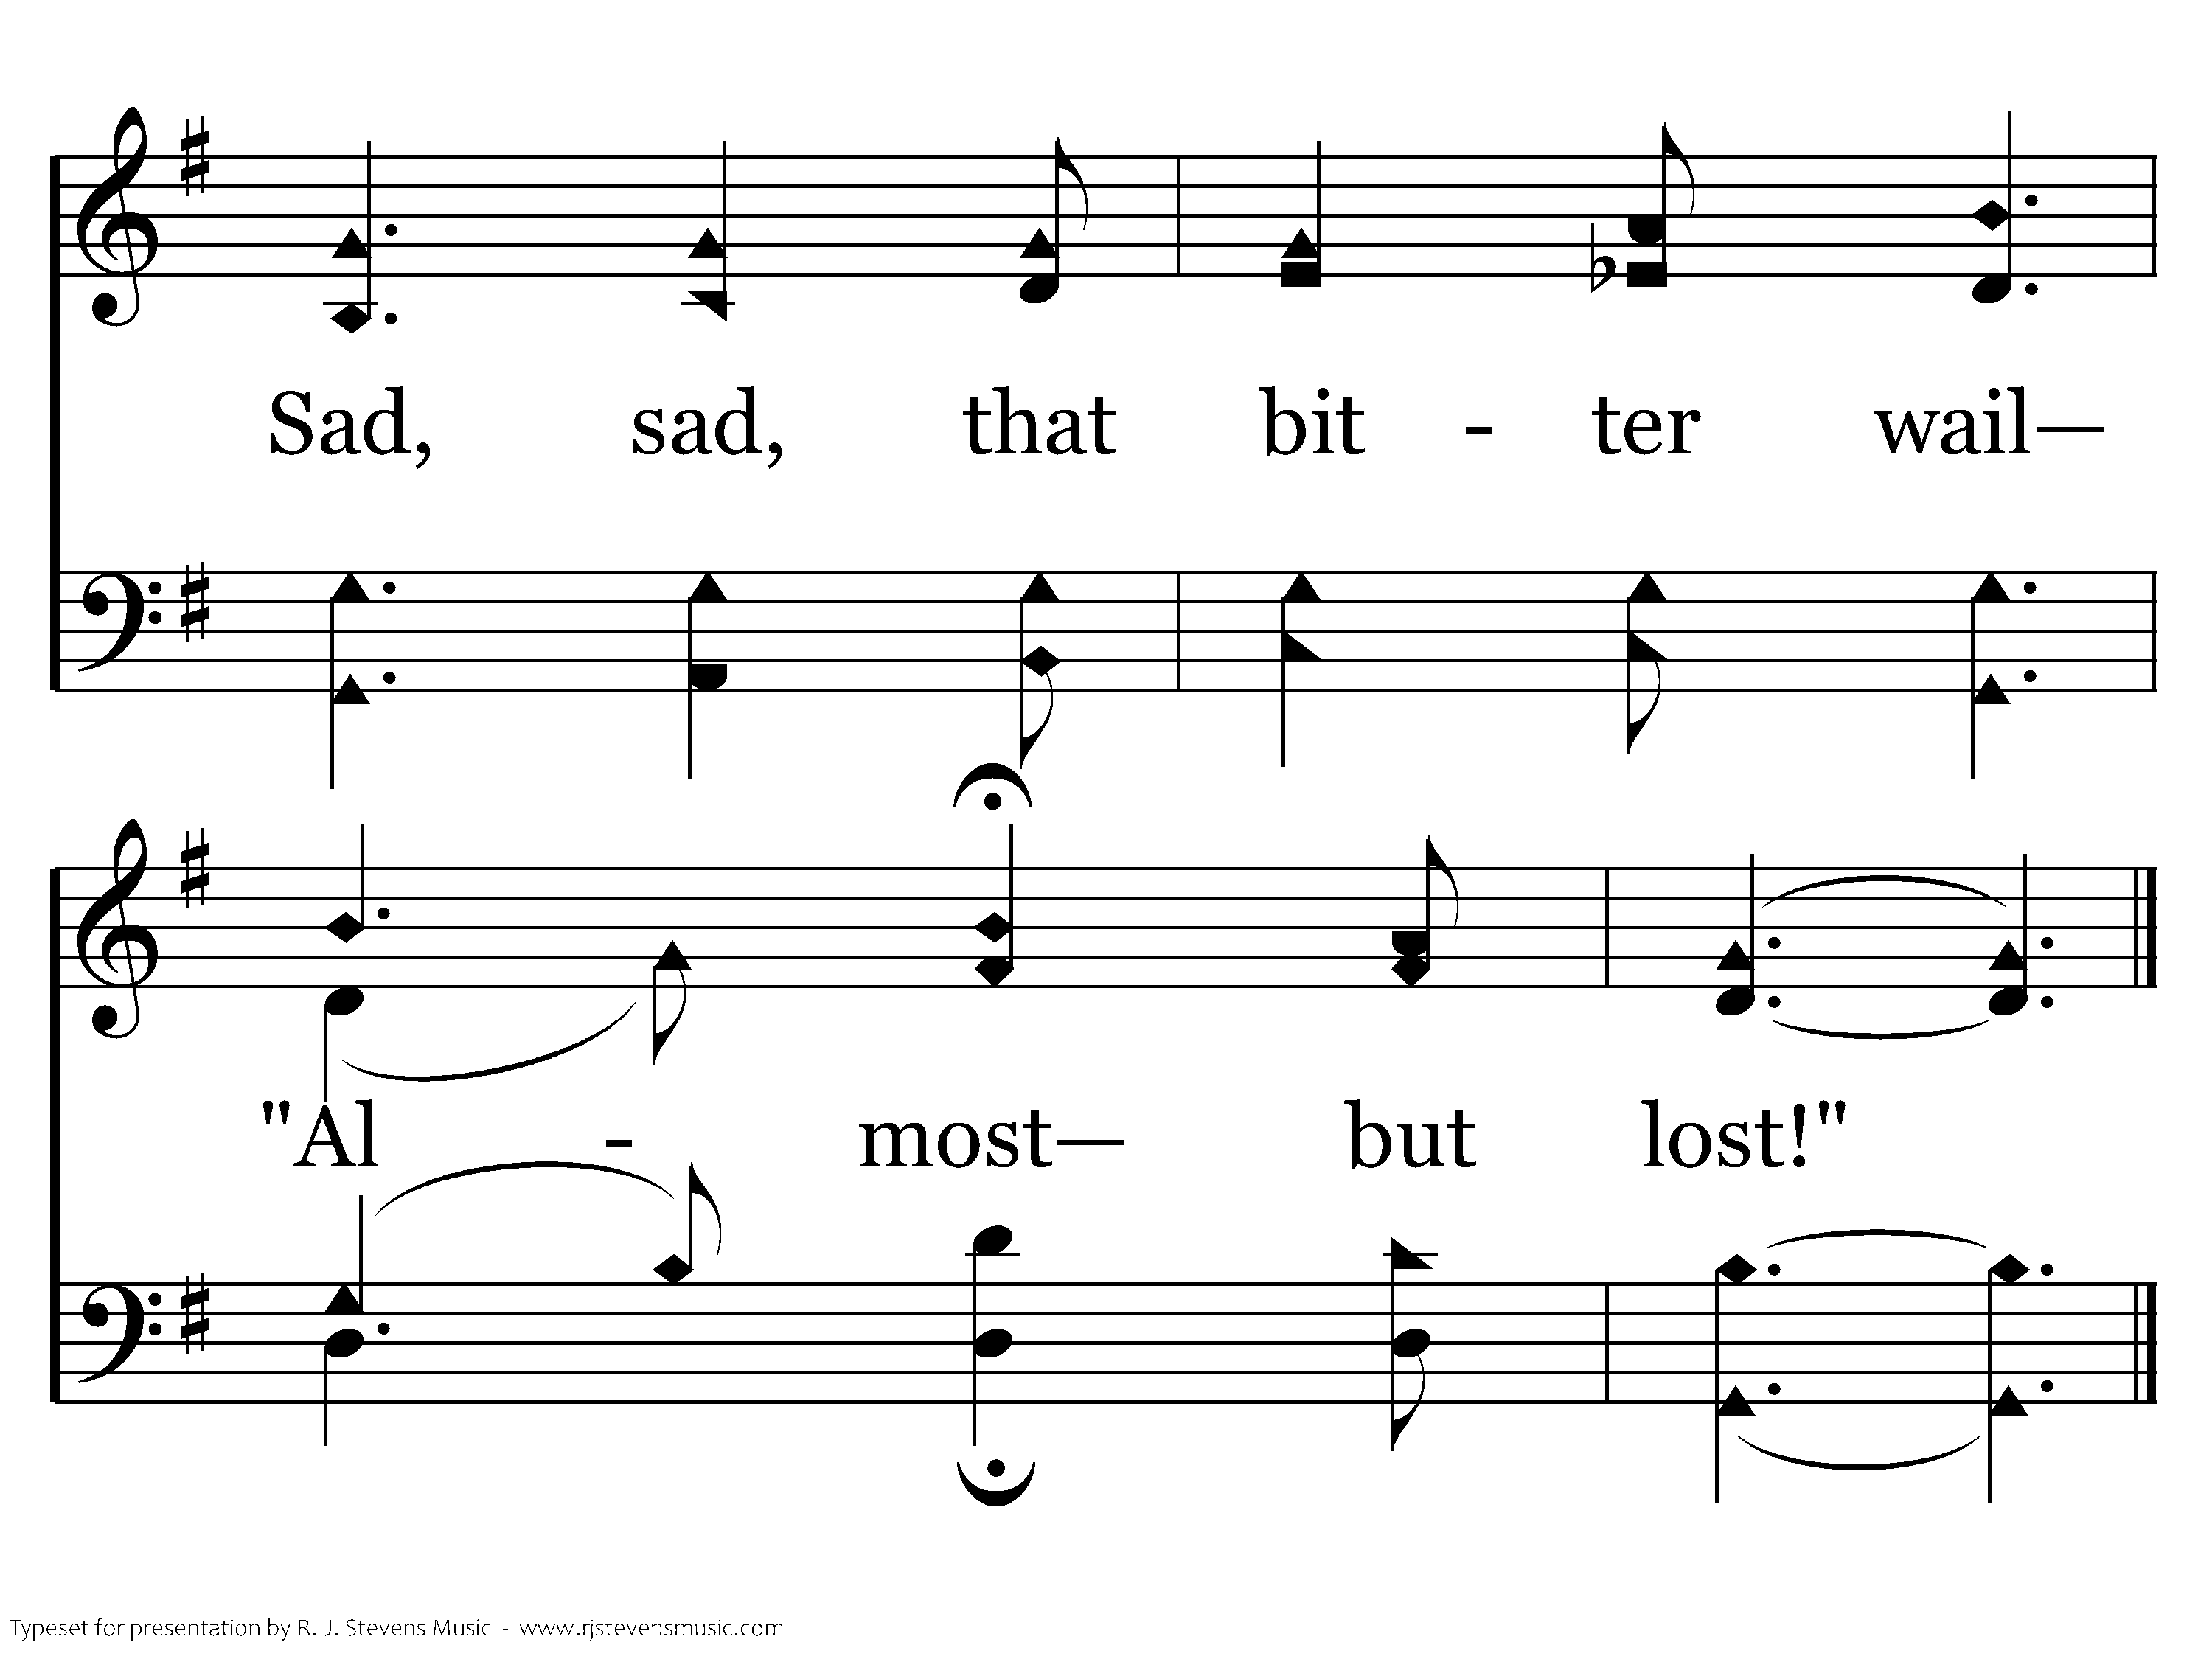 Sad, sad, that bit - ter wail—
"Al - most— but lost!"
Typeset for presentation by R. J. Stevens Music - www.rjstevensmusic.com